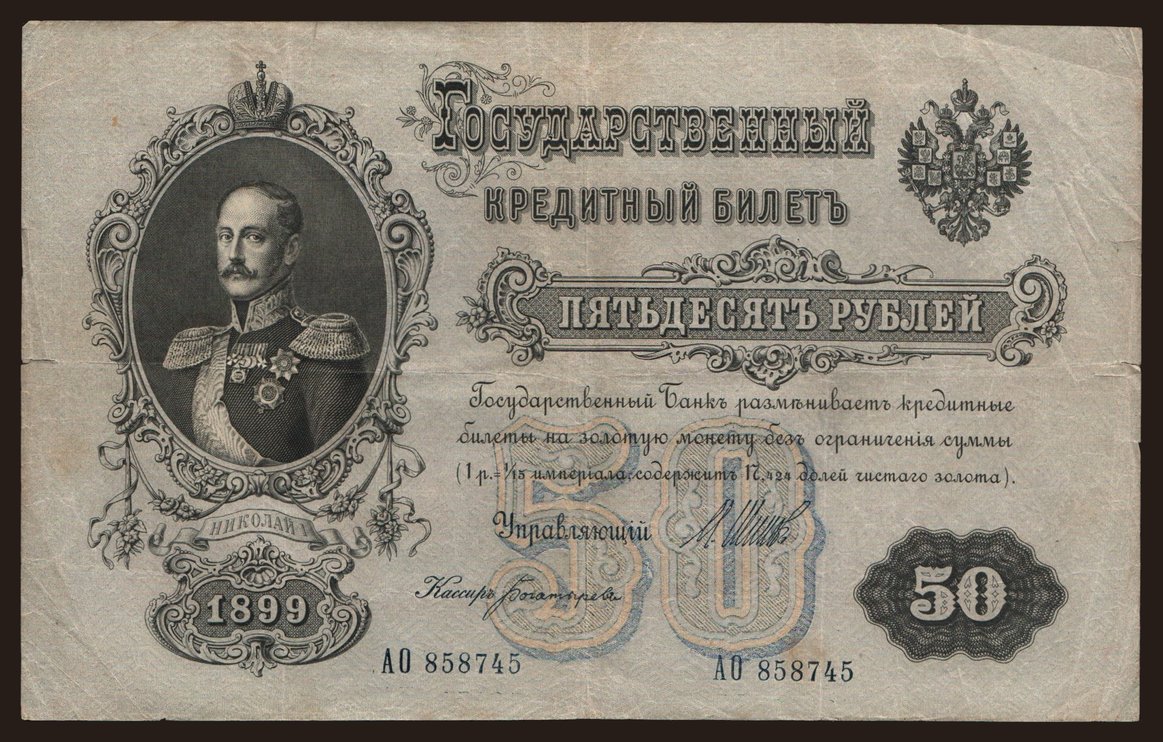 Государственный
кредитный билетъ
пятьдесятъ рублей
Государственный Банкъ размѣниваетъ кредитные
билеты на золотую монету безъ ограниченія суммы
(1 р.=1/15 имперіала, содержитъ 17,424 долей чистаго золота).
Управляющій
Кассиръ Богатыревъ
НИКОЛАЙ I
1899
50
50
АО 858745
АО 858745